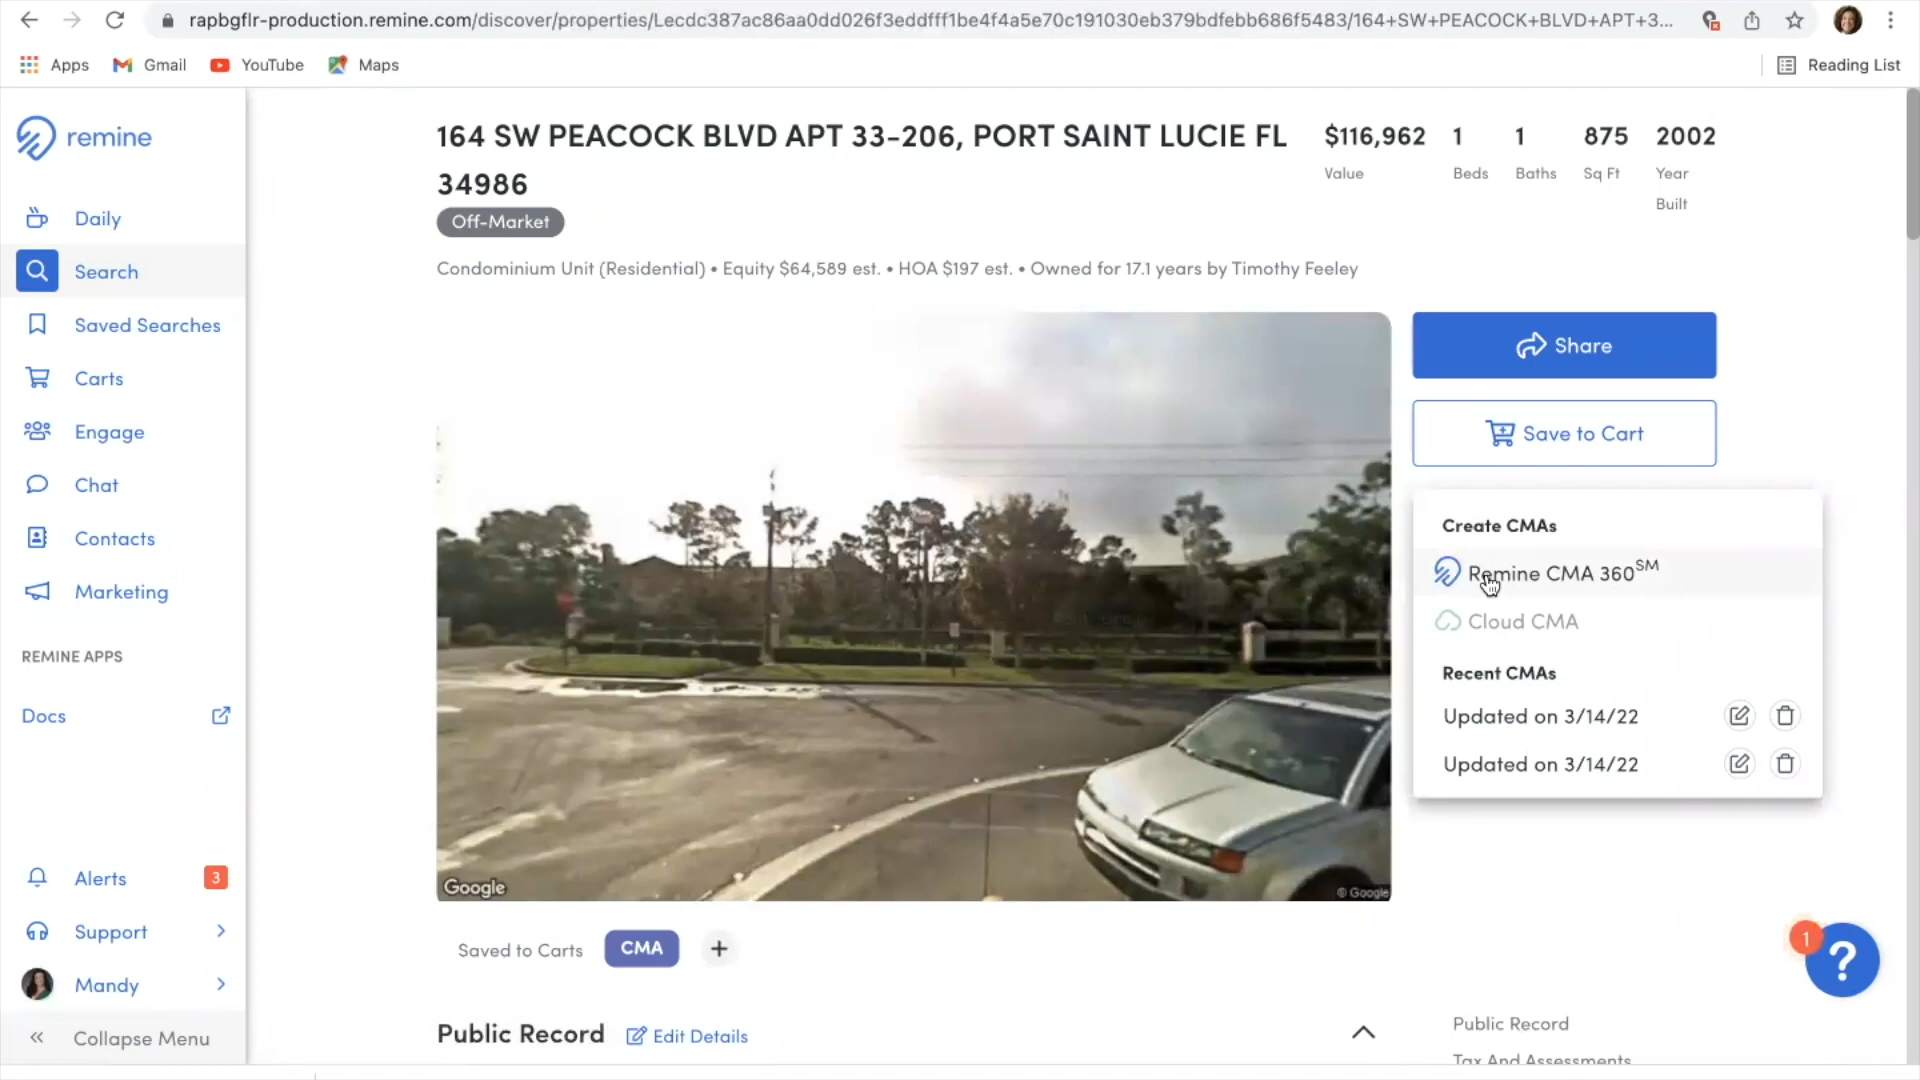 rapbgflr-production.remine.com/discover/properties/Lecdc387ac86aa0dd026f3eddfff1be4f4a5e70c191030eb379bdfebb686f5483/164+SW+PEACOCK+BLVD+APT+3...
Apps
Gmail
YouTube
Maps
Reading List
remine
Daily
Search
Saved Searches
Carts
Engage
Chat
Contacts
Marketing
REMINE APPS
Docs
Alerts
3
Support
Mandy
Collapse Menu
164 SW PEACOCK BLVD APT 33-206, PORT SAINT LUCIE FL
34986
Off-Market
$116,962
Value
1
Beds
1
Baths
875
Sq Ft
2002
Year
Built
Condominium Unit (Residential) • Equity $64,589 est. • HOA $197 est. • Owned for 17.1 years by Timothy Feeley
Share
Save to Cart
Create CMAs
Remine CMA 360SM
Cloud CMA
Recent CMAs
Updated on 3/14/22
Updated on 3/14/22
Google
© Google
Saved to Carts
CMA
+
1
?
Public Record
Edit Details
Public Record
Tax And Assessments